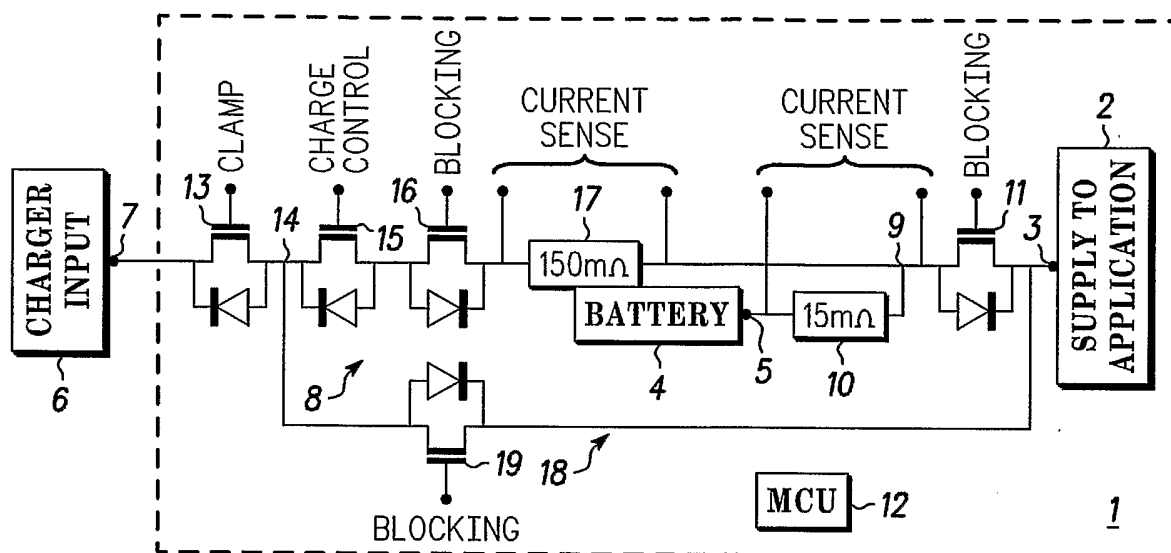 CLAMP
CHARGE
CONTROL
BLOCKING
CURRENT
SENSE
CURRENT
SENSE
BLOCKING
2
CHARGER
INPUT
7
13
14
15
16
17
150mΩ
9
11
3
SUPPLY TO
APPLICATION
BATTERY
15mΩ
6
8
4
5
10
19
18
BLOCKING
MCU
12
1